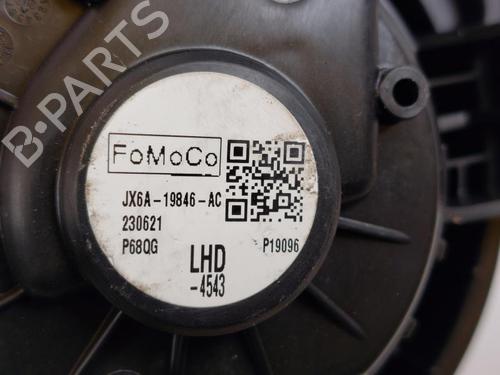 B-PARTS
FoMoCo
JX6A-19846-AC
230621
P68QG
P19096
LHD
-4543